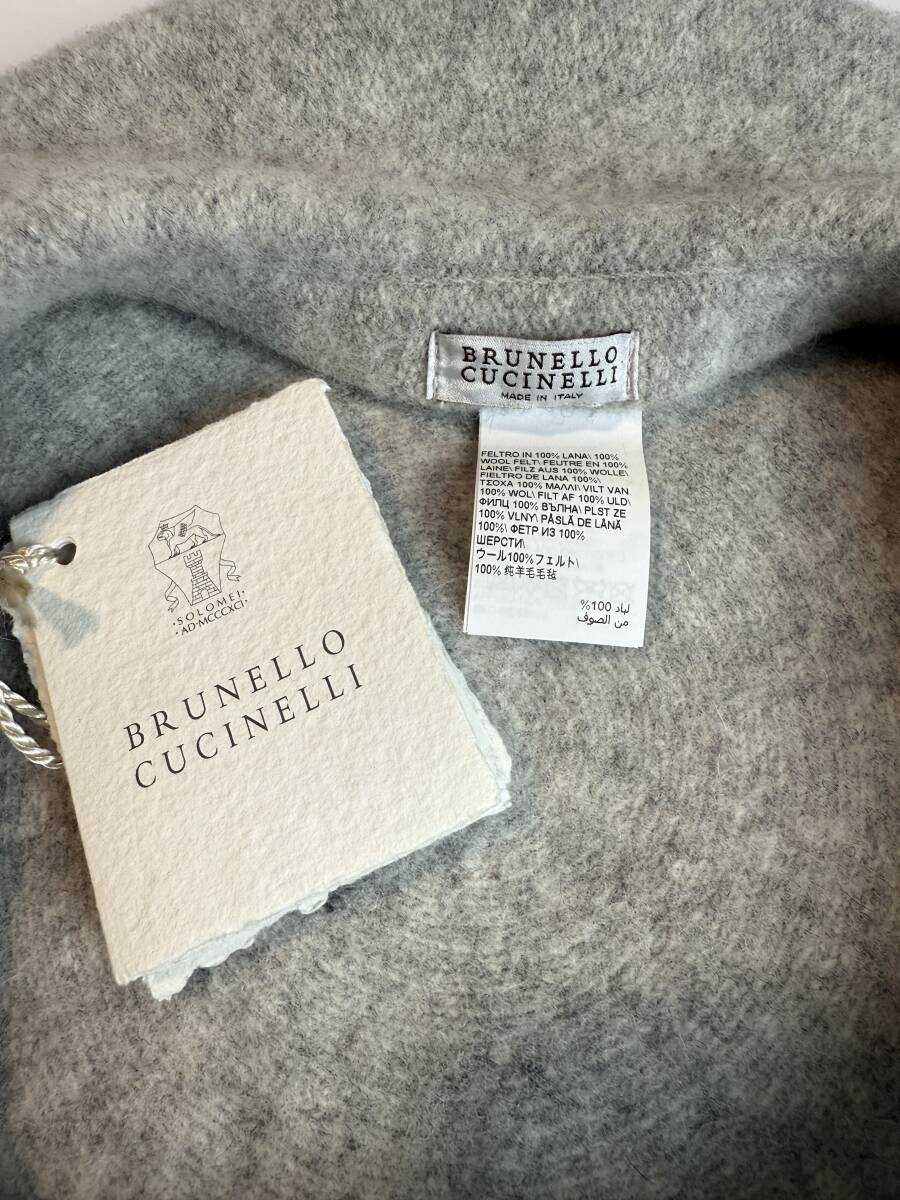 BRUNELLO
CUCINELLI
MADE IN ITALY
FELTRO IN 100% LANA\ 100%
WOOL FELT\ FEUTRE EN 100%
LAINE\ FILZ AUS 100% WOLLE\
FIELTRO DE LANA 100%\
ΤΣΟΧΑ 100% ΜΑΛΛΙ\ VILT VAN
100% WOL\ FILT AF 100% ULD\
ФИЛЦ 100% ВЪЛНА\ PLST ZE
100% VLNY\ PÂSLĂ DE LÂNĂ
100%\ ФЕТР ИЗ 100%
ШЕРСТИ\
ウール100%フェルト\
100% 纯羊毛毛毡
لباد 100%
من الصوف
·SOLOMEI·
·AD·MCCCXCI·
BRUNELLO
CUCINELLI